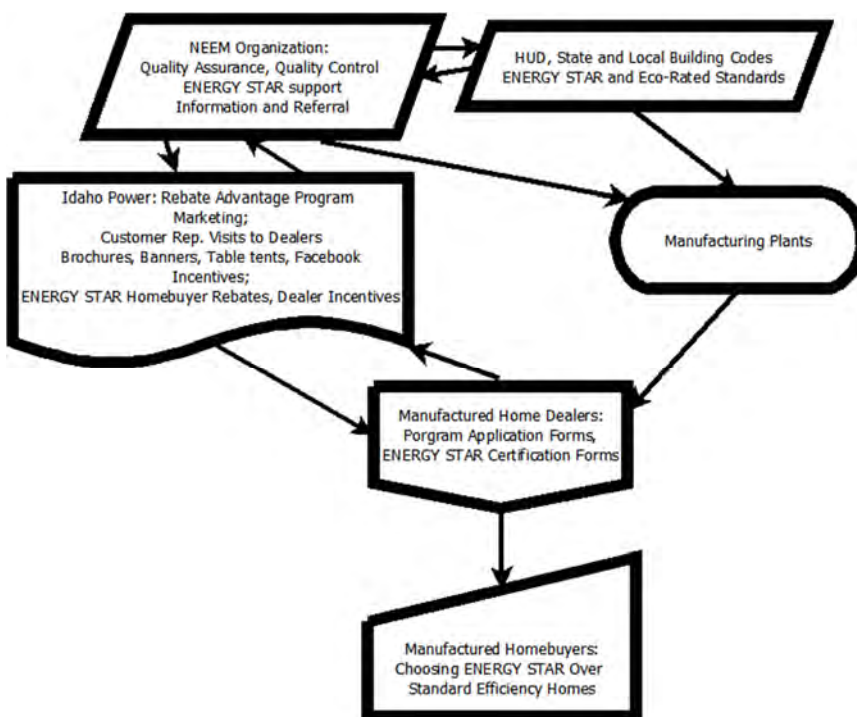 NEEM Organization:
Quality Assurance, Quality Control
ENERGY STAR support
Information and Referral
HUD, State and Local Building Codes
ENERGY STAR and Eco-Rated Standards
Idaho Power: Rebate Advantage Program
Marketing;
Customer Rep. Visits to Dealers
Brochures, Banners, Table tents, Facebook
Incentives;
ENERGY STAR Homebuyer Rebates, Dealer Incentives
Manufacturing Plants
Manufactured Home Dealers:
Porgram Application Forms,
ENERGY STAR Certification Forms
Manufactured Homebuyers:
Choosing ENERGY STAR Over
Standard Efficiency Homes